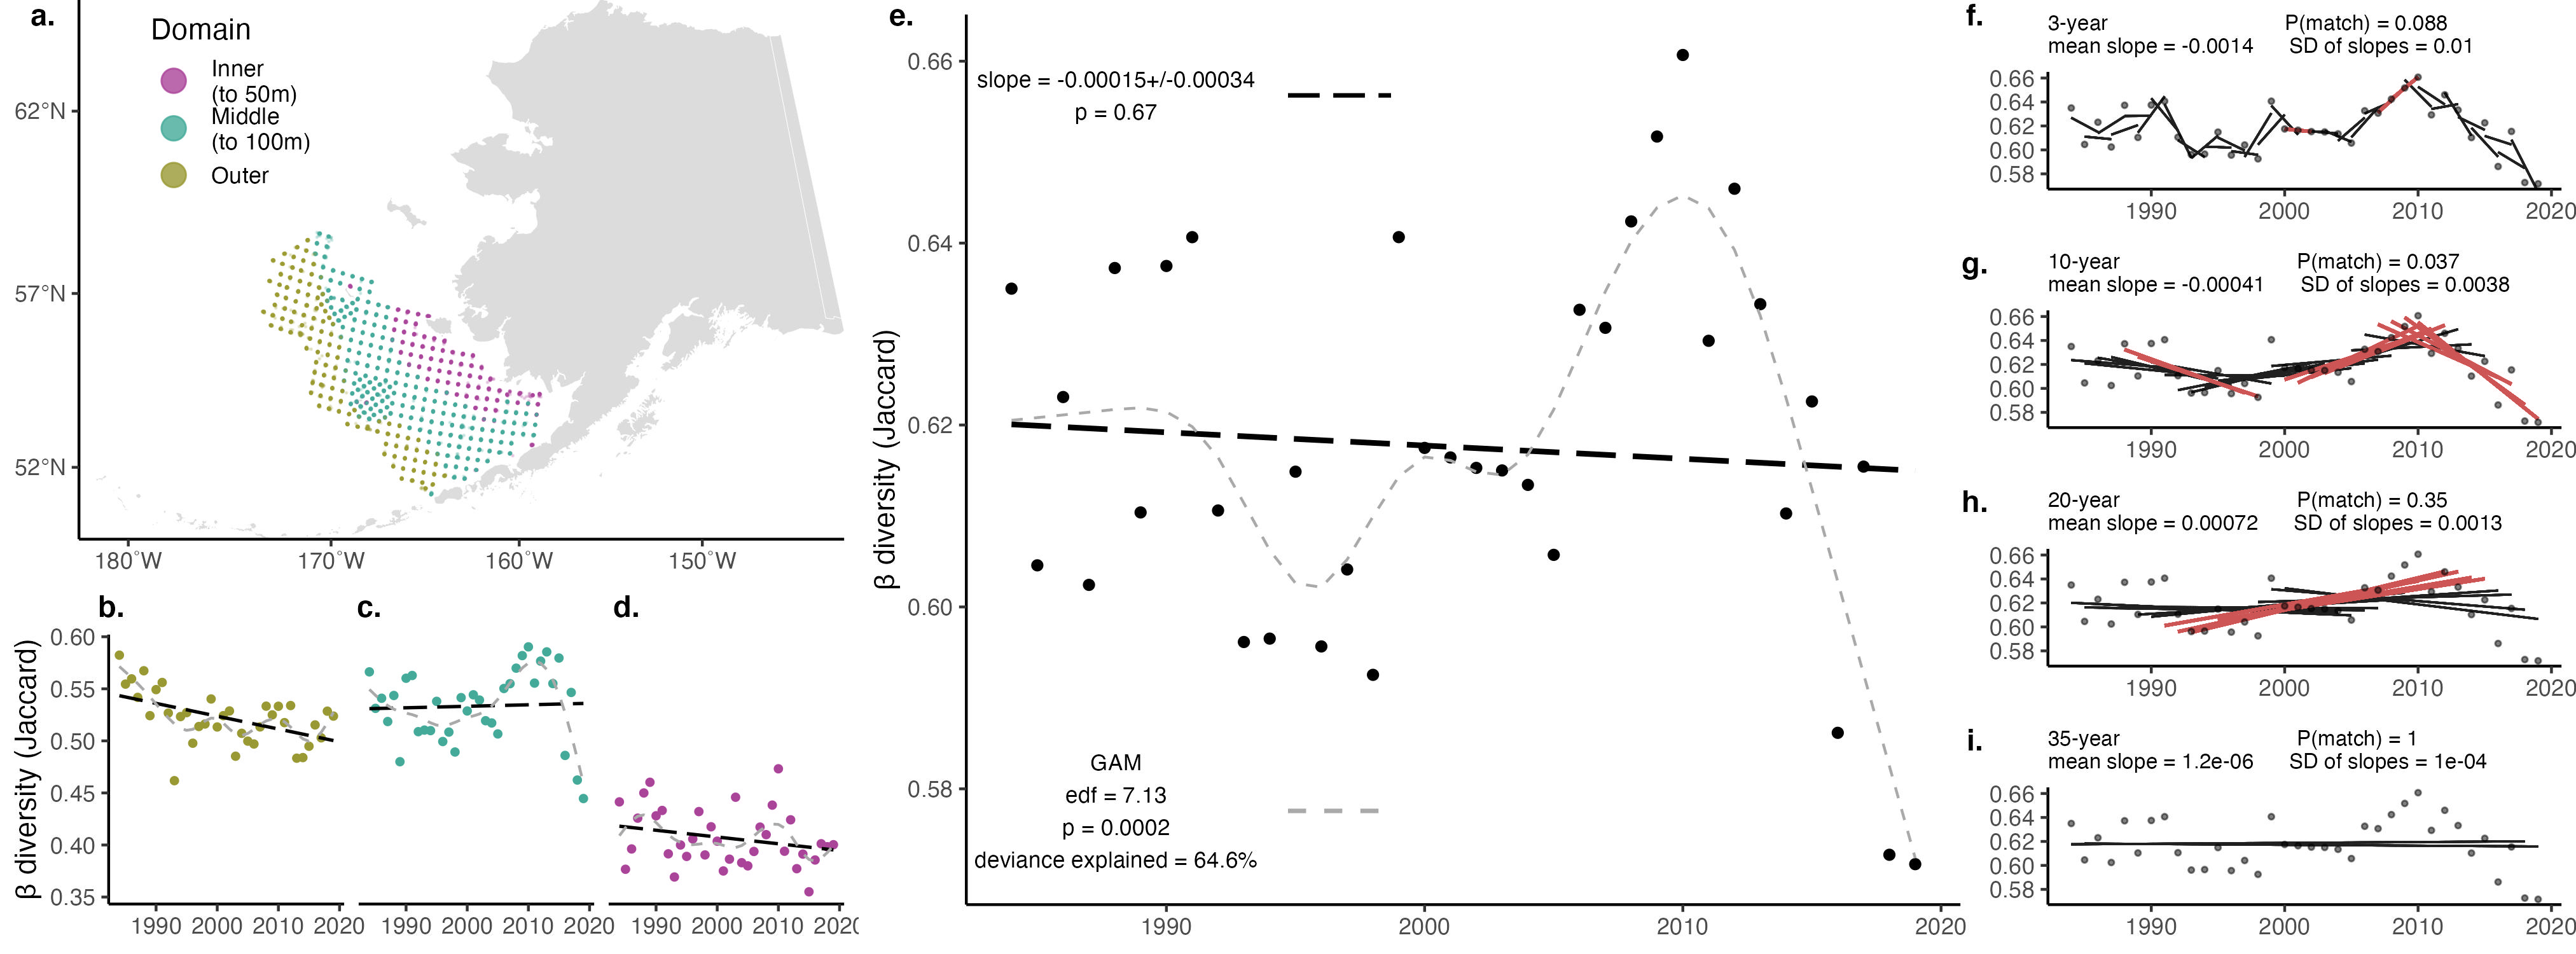 a.
Domain
Inner
(to 50m)
Middle
(to 100m)
Outer
62°N
57°N
52°N
180°W
170°W
160°W
150°W
b.
c.
d.
β diversity (Jaccard)
0.60
0.55
0.50
0.45
0.40
0.35
1990 2000 2010 2020
1990 2000 2010 2020
1990 2000 2010 2020
e.
β diversity (Jaccard)
0.66
0.64
0.62
0.60
0.58
slope = -0.00015+/-0.00034
p = 0.67
GAM
edf = 7.13
p = 0.0002
deviance explained = 64.6%
1990 2000 2010 2020
f.
3-year P(match) = 0.088
mean slope = -0.0014 SD of slopes = 0.01
0.66
0.64
0.62
0.60
0.58
1990 2000 2010 2020
g.
10-year P(match) = 0.037
mean slope = -0.00041 SD of slopes = 0.0038
0.66
0.64
0.62
0.60
0.58
1990 2000 2010 2020
h.
20-year P(match) = 0.35
mean slope = 0.00072 SD of slopes = 0.0013
0.66
0.64
0.62
0.60
0.58
1990 2000 2010 2020
i.
35-year P(match) = 1
mean slope = 1.2e-06 SD of slopes = 1e-04
0.66
0.64
0.62
0.60
0.58
1990 2000 2010 2020